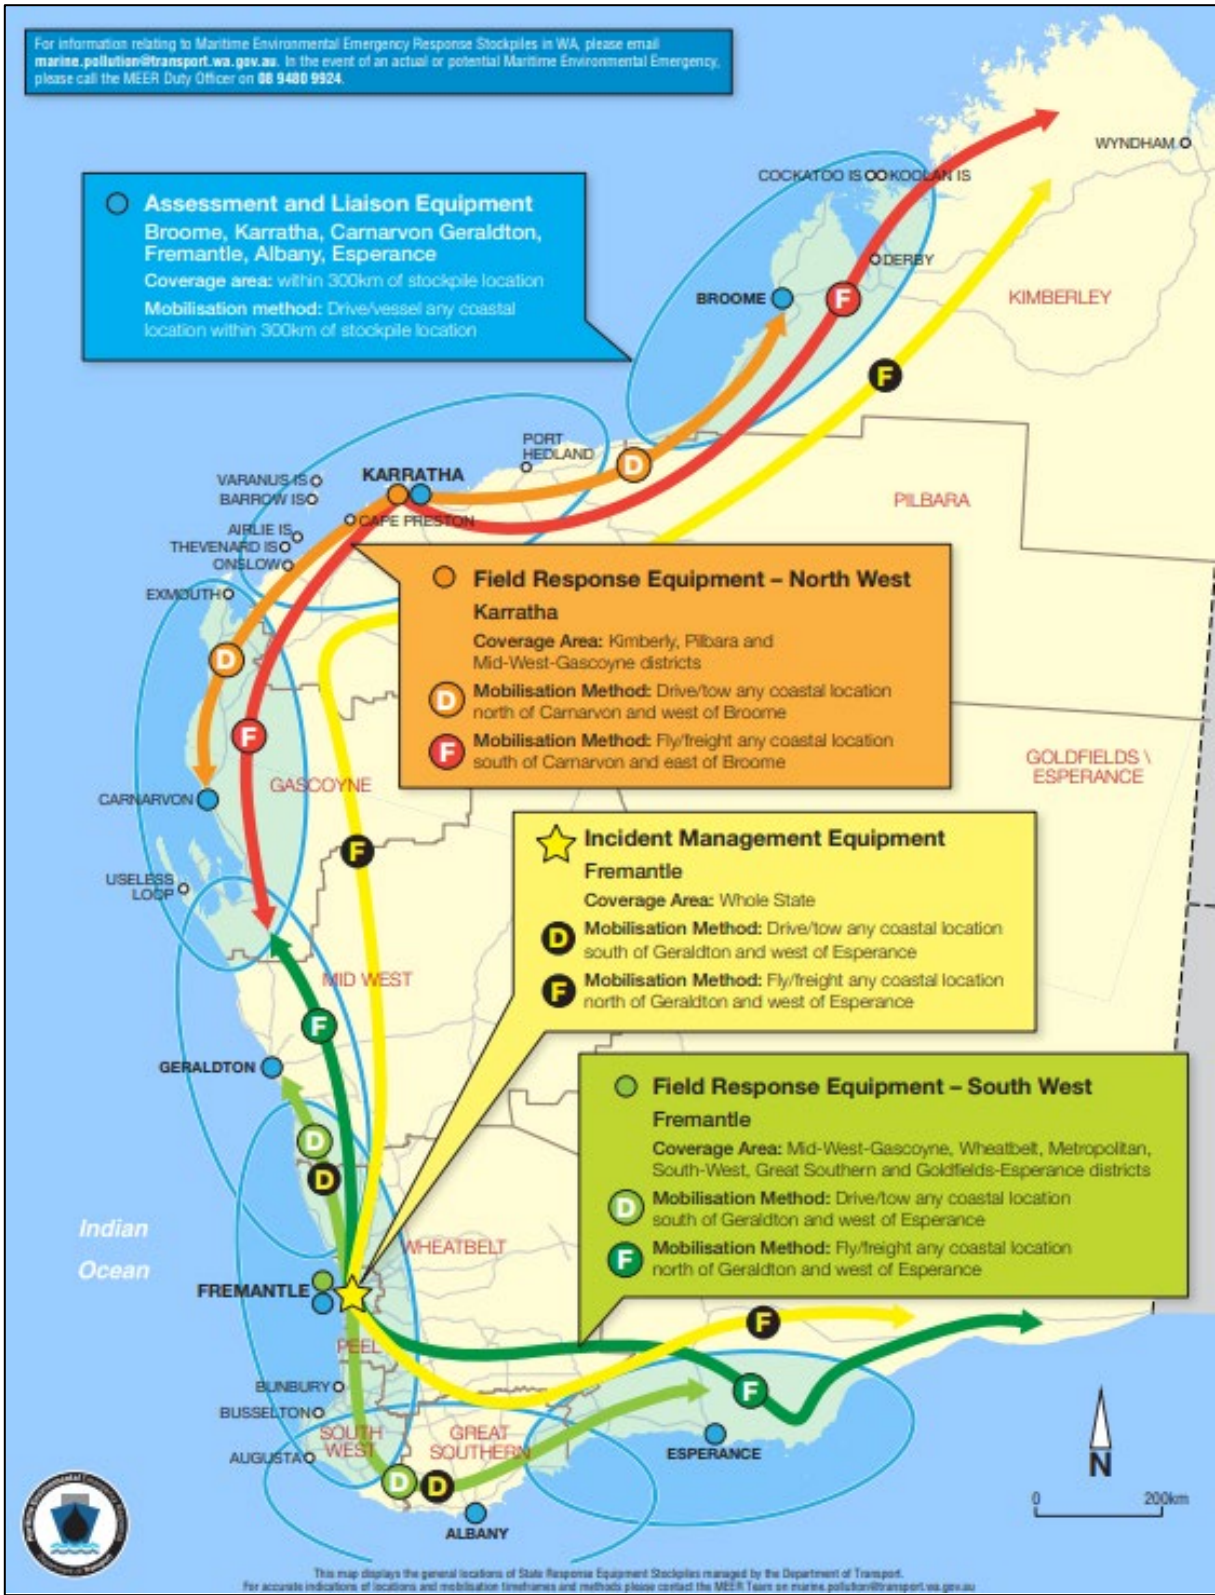 For information relating to Maritime Environmental Emergency Response Stockpiles in WA, please email
marine.pollution@transport.wa.gov.au. In the event of an actual or potential Maritime Environmental Emergency,
please call the MEER Duty Officer on 08 9480 9924.
WYNDHAM
COCKATOO IS
KOOLAN IS
Assessment and Liaison Equipment
Broome, Karratha, Carnarvon Geraldton,
Fremantle, Albany, Esperance
Coverage area: within 300km of stockpile location
Mobilisation method: Drive/vessel any coastal
location within 300km of stockpile location
DERBY
BROOME
F
KIMBERLEY
F
PORT
HEDLAND
D
KARRATHA
VARANUS IS
BARROW IS
PILBARA
CAPE PRESTON
AIRLIE IS
THEVENARD IS
ONSLOW
EXMOUTH
Field Response Equipment – North West
Karratha
Coverage Area: Kimberly, Pilbara and
Mid-West-Gascoyne districts
D Mobilisation Method: Drive/tow any coastal location
north of Carnarvon and west of Broome
F Mobilisation Method: Fly/freight any coastal location
south of Carnarvon and east of Broome
D
F
GASCOYNE
GOLDFIELDS \
ESPERANCE
CARNARVON
F
USELESS
LOOP
Incident Management Equipment
Fremantle
Coverage Area: Whole State
D Mobilisation Method: Drive/tow any coastal location
south of Geraldton and west of Esperance
F Mobilisation Method: Fly/freight any coastal location
north of Geraldton and west of Esperance
MID WEST
F
GERALDTON
D
D
Field Response Equipment – South West
Fremantle
Coverage Area: Mid-West-Gascoyne, Wheatbelt, Metropolitan,
South-West, Great Southern and Goldfields-Esperance districts
D Mobilisation Method: Drive/tow any coastal location
south of Geraldton and west of Esperance
F Mobilisation Method: Fly/freight any coastal location
north of Geraldton and west of Esperance
Indian
Ocean
WHEATBELT
FREMANTLE
F
PEEL
BUNBURY
F
BUSSELTON
SOUTH
WEST
GREAT
SOUTHERN
AUGUSTA
ESPERANCE
D
D
ALBANY
N
0 200km
This map displays the general locations of State Response Equipment Stockpiles managed by the Department of Transport.
For accurate indications of locations and mobilisation timeframes and methods please contact the MEER Team on marine.pollution@transport.wa.gov.au
Maritime Environmental Emergency Response
Department of Transport